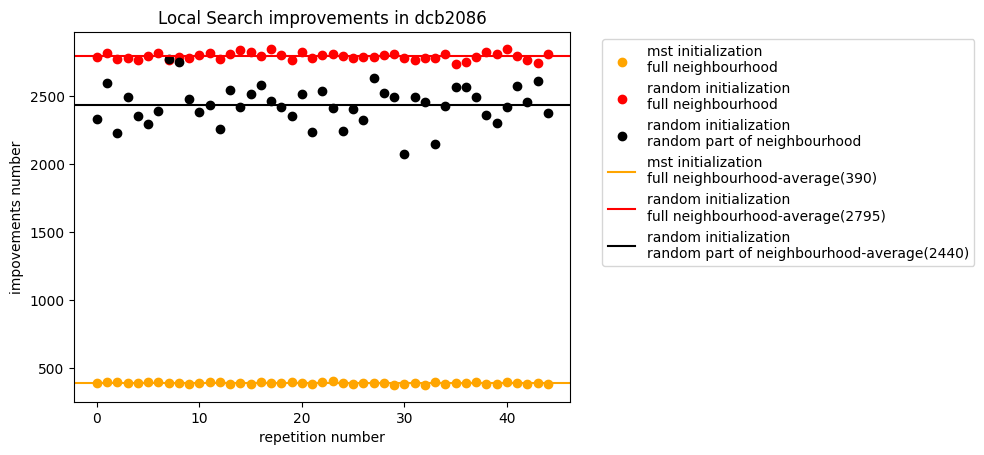 Local Search improvements in dcb2086
impovements number
2500
2000
1500
1000
500
0
10
20
30
40
repetition number
mst initialization
full neighbourhood
random initialization
full neighbourhood
random initialization
random part of neighbourhood
mst initialization
full neighbourhood-average(390)
random initialization
full neighbourhood-average(2795)
random initialization
random part of neighbourhood-average(2440)